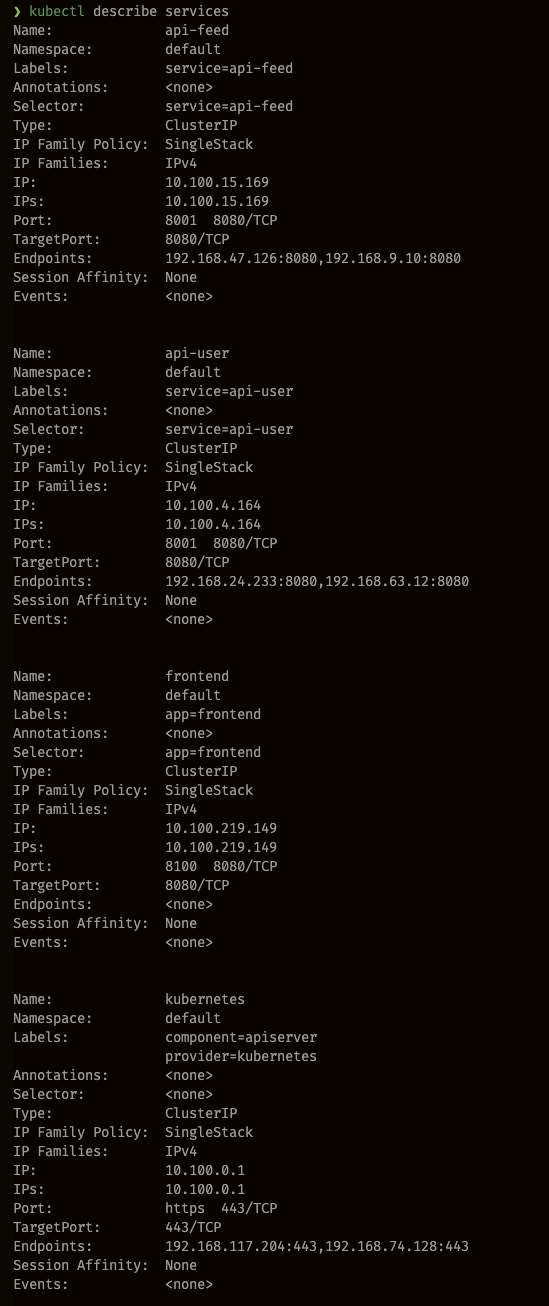 ❯ kubectl describe services
Name:              api-feed
Namespace:         default
Labels:            service=api-feed
Annotations:       <none>
Selector:          service=api-feed
Type:              ClusterIP
IP Family Policy:  SingleStack
IP Families:       IPv4
IP:                10.100.15.169
IPs:               10.100.15.169
Port:              8001  8080/TCP
TargetPort:        8080/TCP
Endpoints:         192.168.47.126:8080,192.168.9.10:8080
Session Affinity:  None
Events:            <none>

Name:              api-user
Namespace:         default
Labels:            service=api-user
Annotations:       <none>
Selector:          service=api-user
Type:              ClusterIP
IP Family Policy:  SingleStack
IP Families:       IPv4
IP:                10.100.4.164
IPs:               10.100.4.164
Port:              8001  8080/TCP
TargetPort:        8080/TCP
Endpoints:         192.168.24.233:8080,192.168.63.12:8080
Session Affinity:  None
Events:            <none>

Name:              frontend
Namespace:         default
Labels:            app=frontend
Annotations:       <none>
Selector:          app=frontend
Type:              ClusterIP
IP Family Policy:  SingleStack
IP Families:       IPv4
IP:                10.100.219.149
IPs:               10.100.219.149
Port:              8100  8080/TCP
TargetPort:        8080/TCP
Endpoints:         <none>
Session Affinity:  None
Events:            <none>

Name:              kubernetes
Namespace:         default
Labels:            component=apiserver
                   provider=kubernetes
Annotations:       <none>
Selector:          <none>
Type:              ClusterIP
IP Family Policy:  SingleStack
IP Families:       IPv4
IP:                10.100.0.1
IPs:               10.100.0.1
Port:              https  443/TCP
TargetPort:        443/TCP
Endpoints:         192.168.117.204:443,192.168.74.128:443
Session Affinity:  None
Events:            <none>